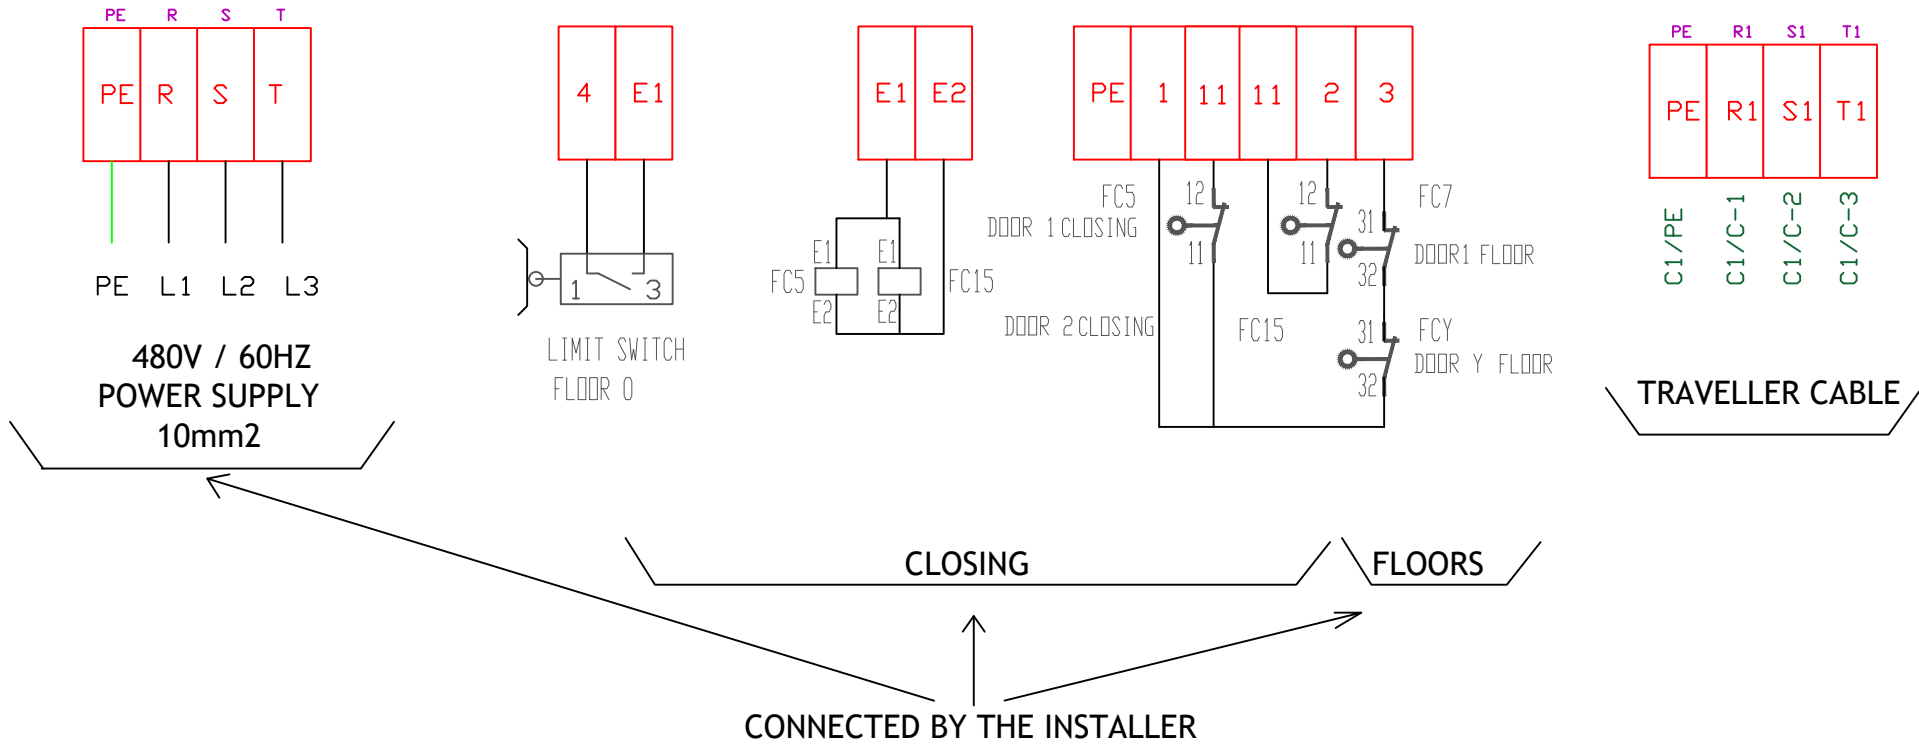 PE R S T
PE R S T
PE L1 L2 L3
480V / 60HZ
POWER SUPPLY
10mm2
4 E1
1 3
LIMIT SWITCH
FLOOR 0
E1 E2
E1 E1
FC5 FC15
E2 E2
PE 1 11 11 2 3
FC5 12 12 FC7
DOOR 1 CLOSING 31
11 11 DOOR1 FLOOR
32
DOOR 2 CLOSING FC15 31 FCY
DOOR Y FLOOR
32
PE R1 S1 T1
PE R1 S1 T1
C1/PE
C1/C-1
C1/C-2
C1/C-3
TRAVELLER CABLE
CLOSING
FLOORS
CONNECTED BY THE INSTALLER